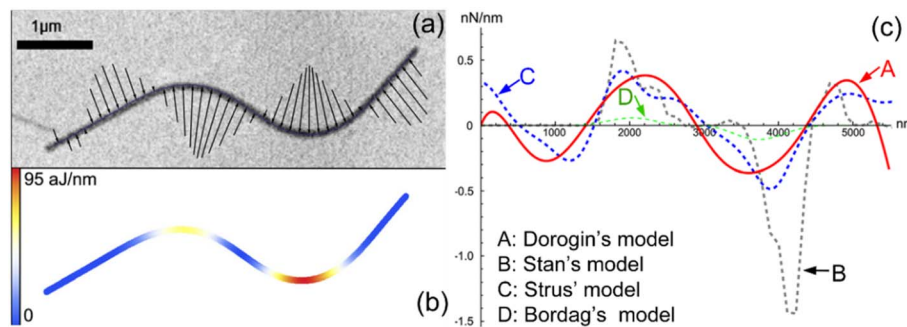 1µm
(a)
95 aJ/nm
0
(b)
nN/nm
(c)
0.5
C
A
D
0
1000
2000
3000
4000
5000
nm
-0.5
-1.0
-1.5
B
A: Dorogin's model
B: Stan's model
C: Strus' model
D: Bordag's model